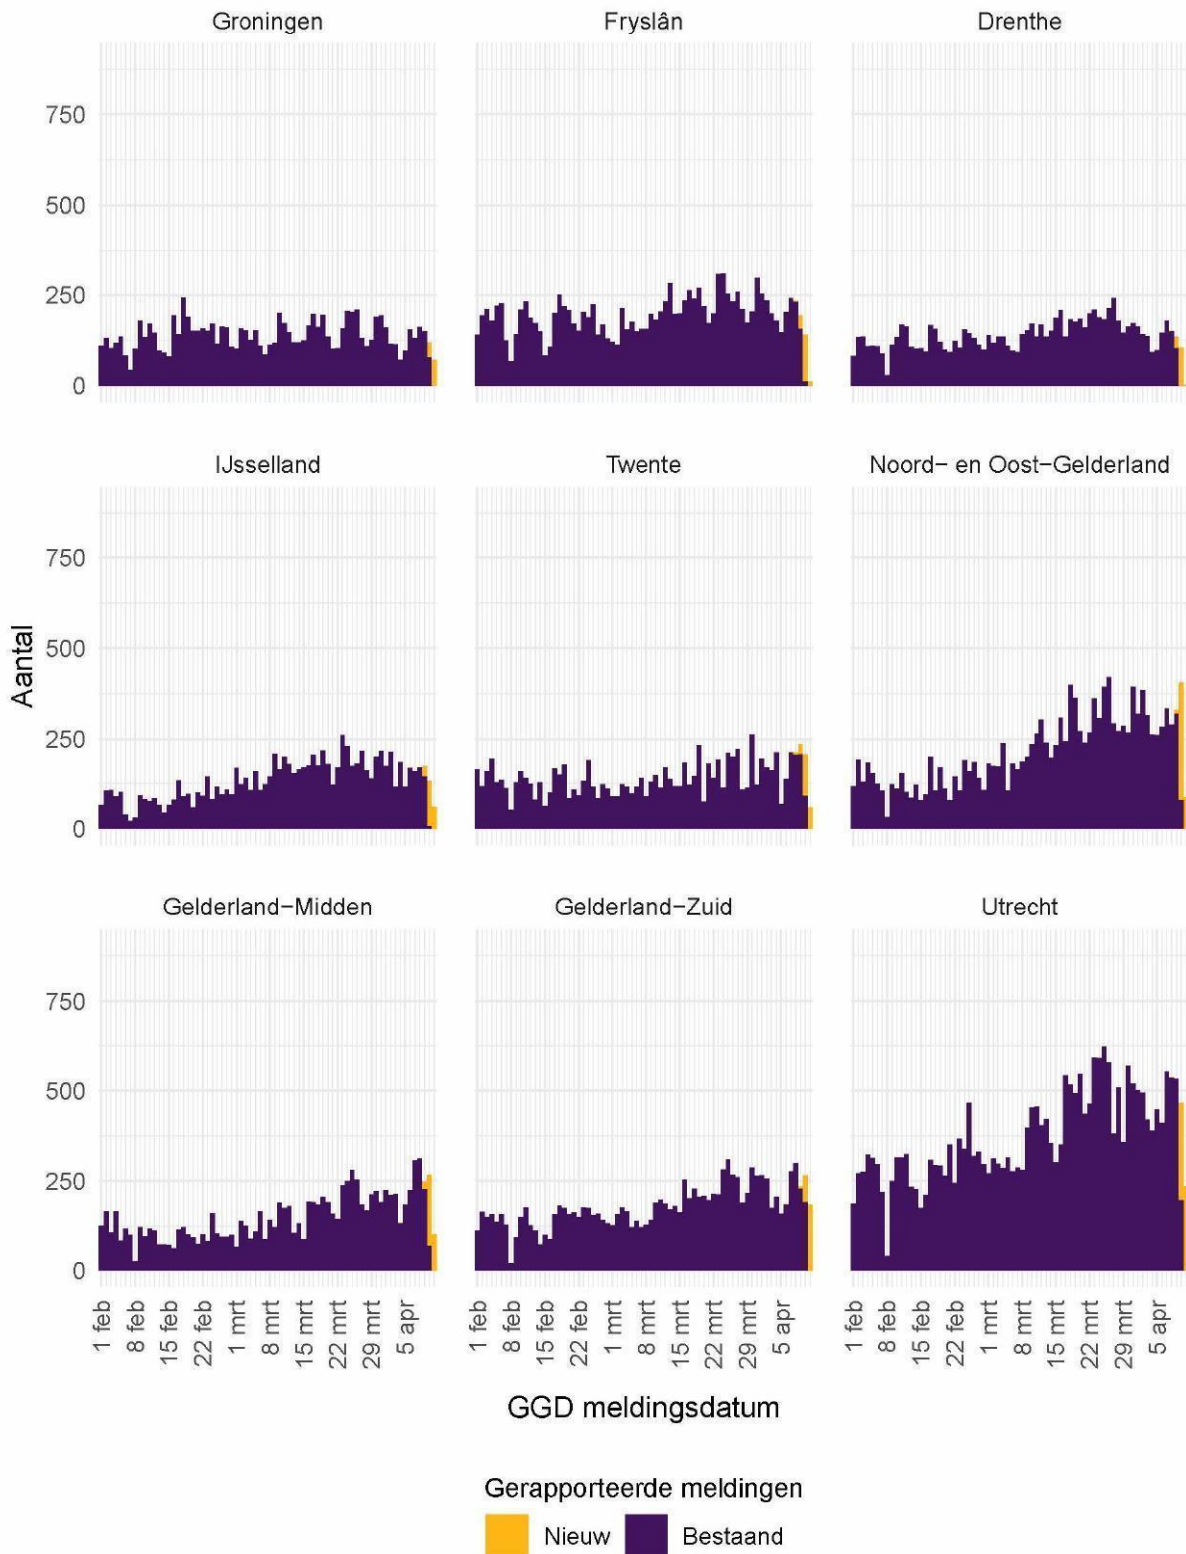 Groningen Fryslân Drenthe
750
500
250
0
IJsselland Twente Noord- en Oost-Gelderland
750
500
250
0
Gelderland-Midden Gelderland-Zuid Utrecht
750
500
250
0
Aantal
1 feb 8 feb 15 feb 22 feb 1 mrt 8 mrt 15 mrt 22 mrt 29 mrt 5 apr 1 feb 8 feb 15 feb 22 feb 1 mrt 8 mrt 15 mrt 22 mrt 29 mrt 5 apr 1 feb 8 feb 15 feb 22 feb 1 mrt 8 mrt 15 mrt 22 mrt 29 mrt 5 apr
GGD meldingsdatum
Gerapporteerde meldingen
Nieuw Bestaand